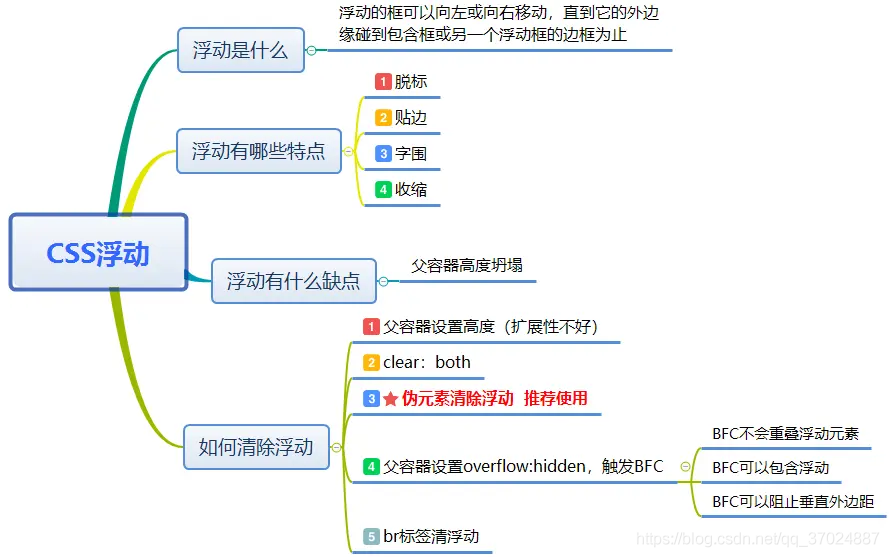 浮动的框可以向左或向右移动，直到它的外边
缘碰到包含框或另一个浮动框的边框为止
浮动是什么
1 脱标
2 贴边
浮动有哪些特点
3 字围
4 收缩
CSS浮动
浮动有什么缺点
父容器高度坍塌
1 父容器设置高度（扩展性不好）
2 clear：both
3 ★ 伪元素清除浮动 推荐使用
如何清除浮动
4 父容器设置overflow:hidden，触发BFC
BFC不会重叠浮动元素
BFC可以包含浮动
BFC可以阻止垂直外边距
5 br标签清浮动
https://blog.csdn.net/qq_37024887